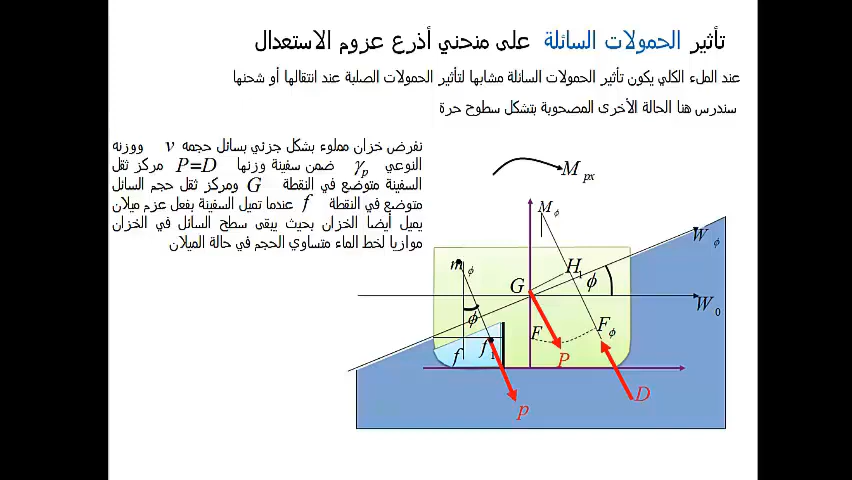 تأثير الحمولات السائلة على منحني أذرع عزوم الاستعدال
عند الملء الكلي يكون تأثير الحمولات السائلة مشابها لتأثير الحمولات الصلبة عند انتقالها أو شحنها
سندرس هنا الحالة الأخرى المصحوبة بتشكل سطوح حرة
نفرض خزان مملوء بشكل جزئي بسائل حجمه v ووزنه
النوعي γp ضمن سفينة وزنها P=D مركز ثقل
السفينة متوضع في النقطة G ومركز ثقل حجم السائل
متوضع في النقطة f عندما تميل السفينة بفعل عزم ميلان
يميل أيضا الخزان بحيث يبقى سطح السائل في الخزان
موازيا لخط الماء متساوي الحجم في حالة الميلان
Mpx
Mϕ
Wϕ
mϕ
H1
G
ϕ
W0
ϕ
F
Fϕ
f
f1
P
D
p